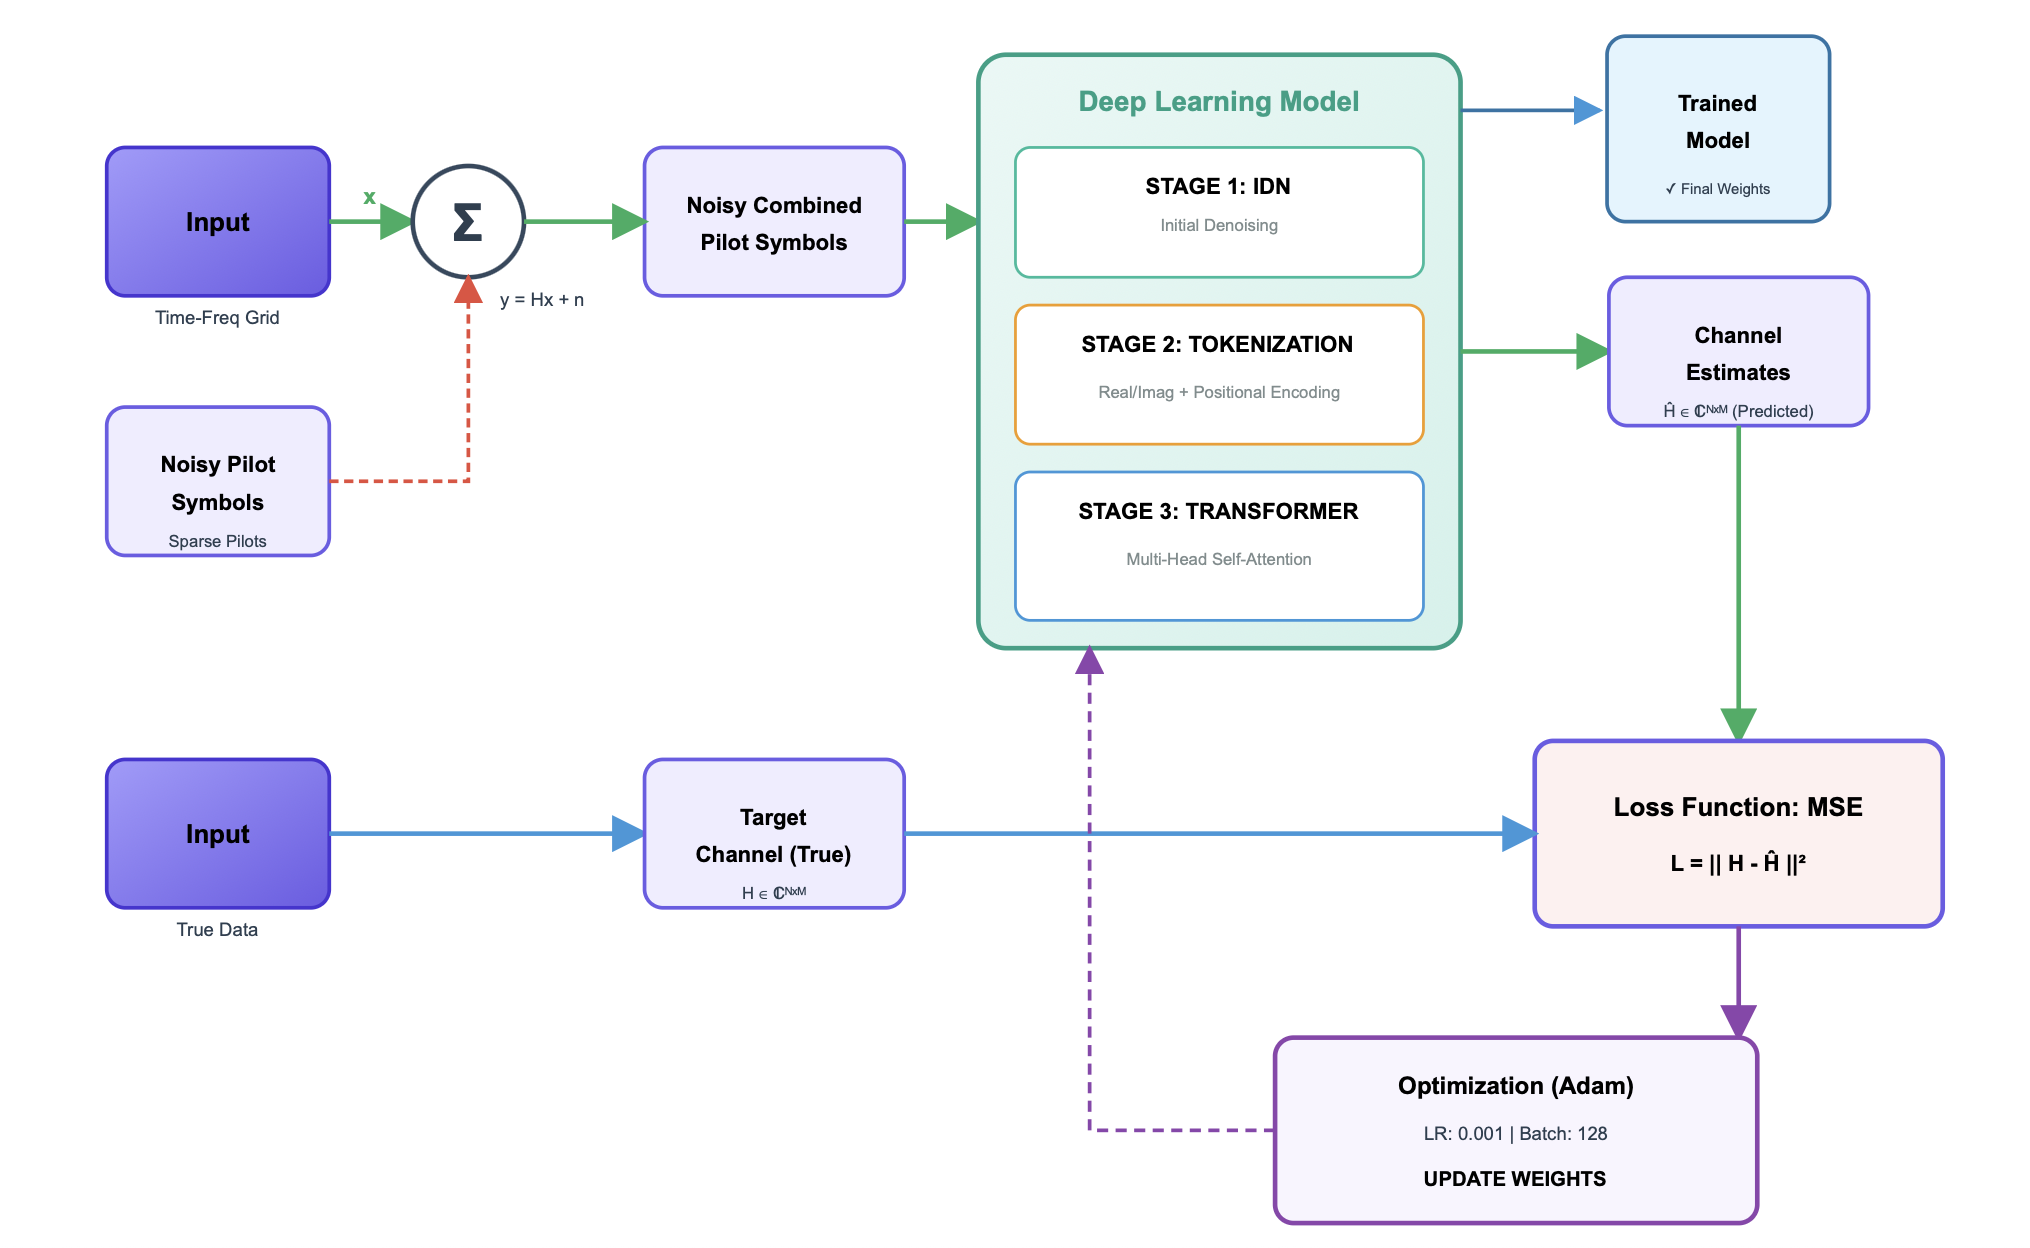 Deep Learning Model
STAGE 1: IDN
Initial Denoising
STAGE 2: TOKENIZATION
Real/Imag + Positional Encoding
STAGE 3: TRANSFORMER
Multi-Head Self-Attention
Trained
Model
✓ Final Weights
Input
Time-Freq Grid
x
Σ
y = Hx + n
Noisy Combined
Pilot Symbols
Channel
Estimates
Ĥ ∈ ℂᴺˣᴹ (Predicted)
Noisy Pilot
Symbols
Sparse Pilots
Input
True Data
Target
Channel (True)
H ∈ ℂᴺˣᴹ
Loss Function: MSE
L = || H - Ĥ ||²
Optimization (Adam)
LR: 0.001 | Batch: 128
UPDATE WEIGHTS